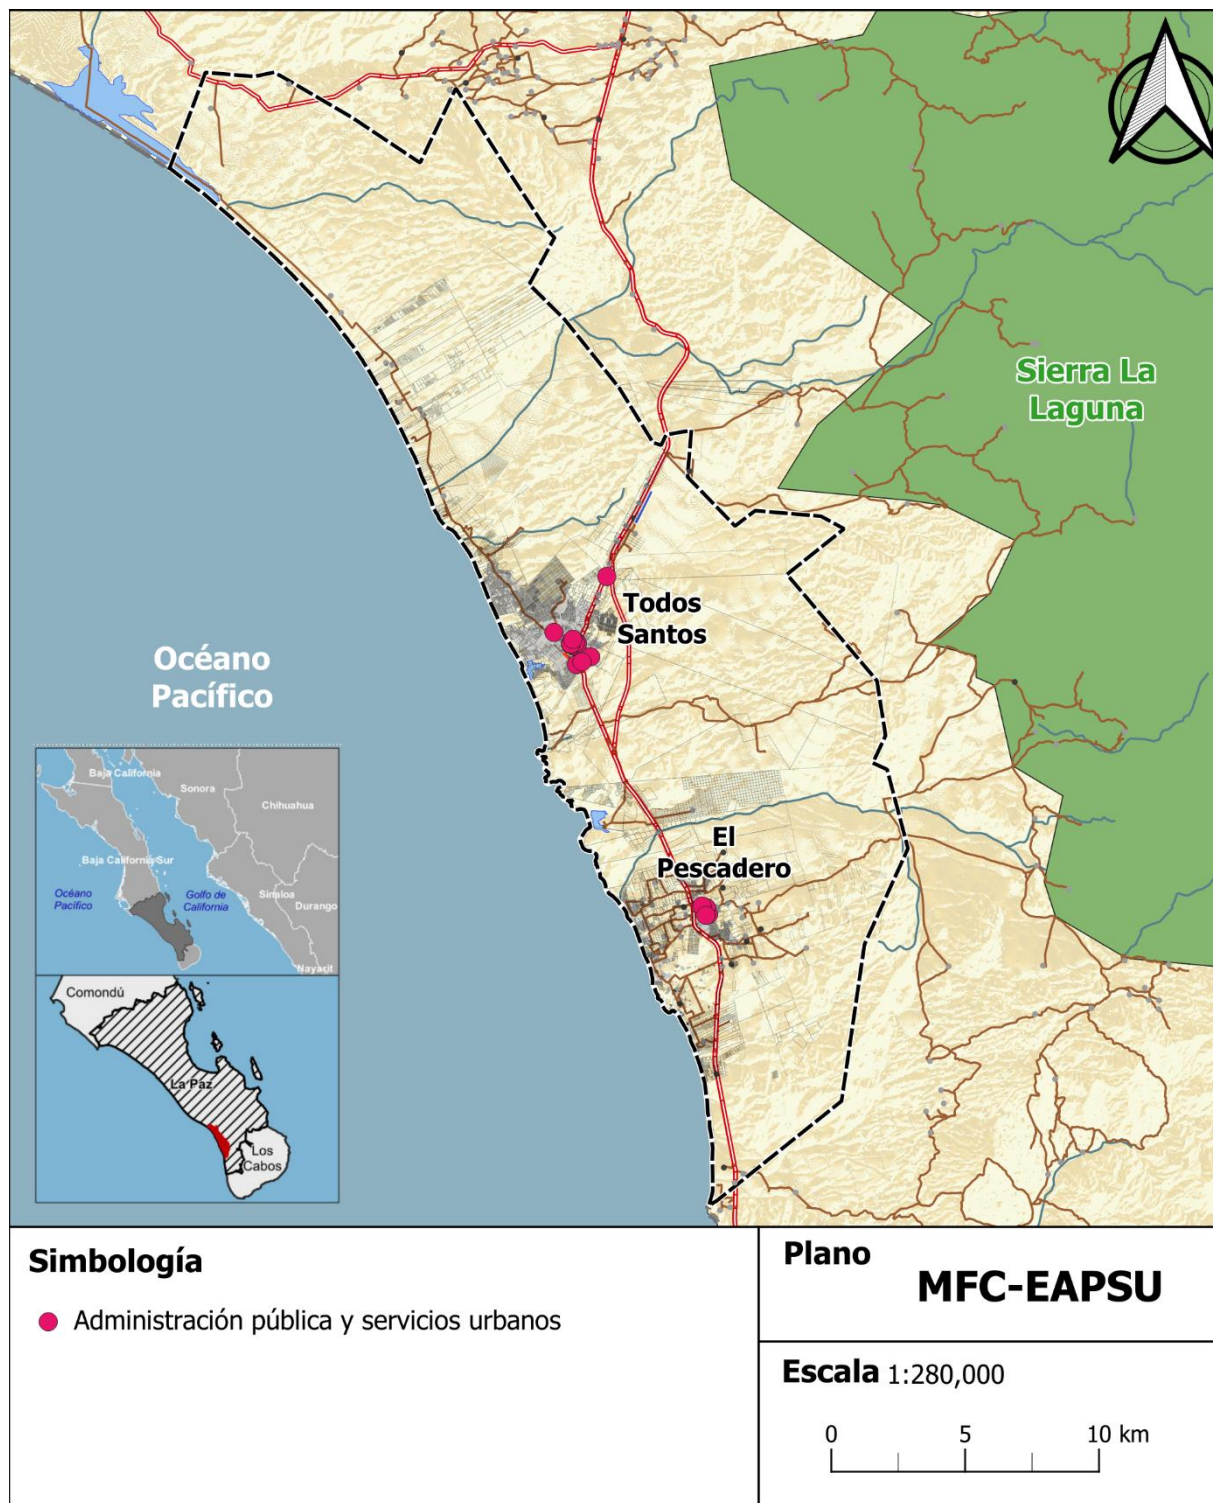 Sierra La
Laguna
Todos
Santos
Océano
Pacífico
El
Pescadero
Baja California
Sonora
Chihuahua
Baja California Sur
Océano
Pacífico
Golfo de
California
Sinaloa
Durango
Nayarit
Comondú
La Paz
Los
Cabos
Simbología
Administración pública y servicios urbanos
Plano
MFC-EAPSU
Escala 1:280,000
0 5 10 km